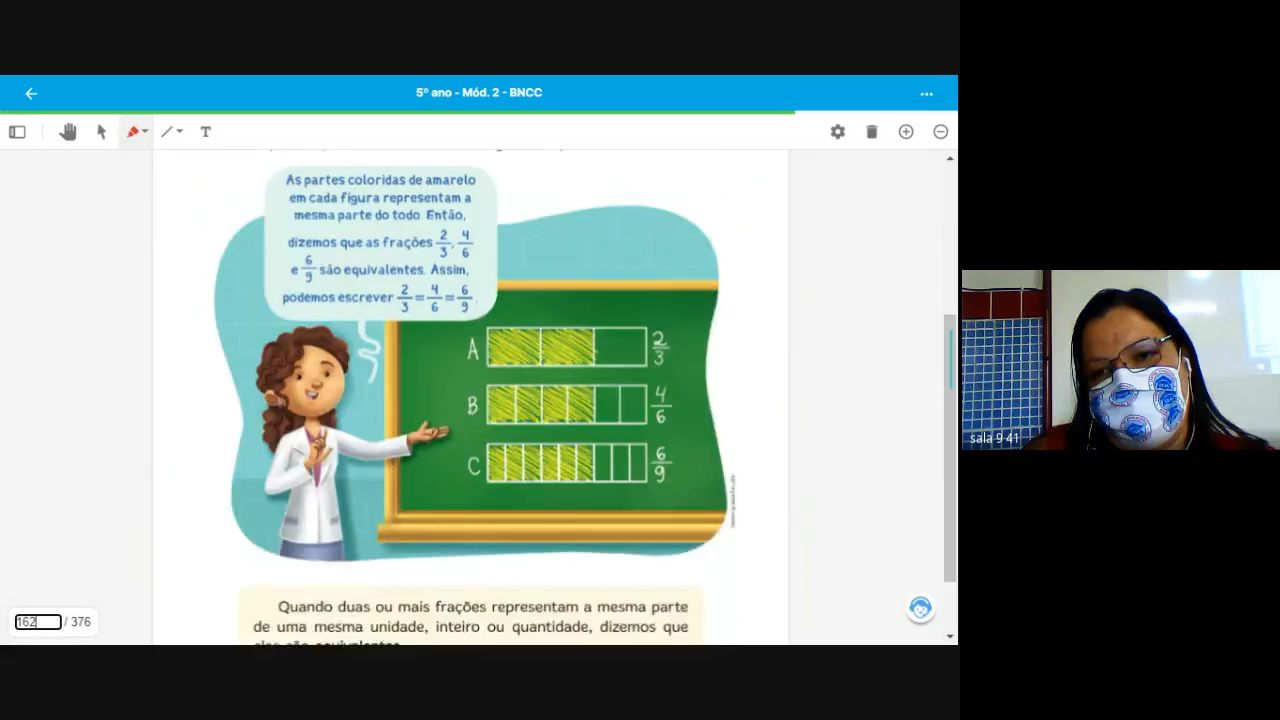 5º ano - Mód. 2 - BNCC
As partes coloridas de amarelo
em cada figura representam a
mesma parte do todo. Então,
dizemos que as frações 2/3, 4/6
e 6/9 são equivalentes. Assim,
podemos escrever 2/3 = 4/6 = 6/9.
A 2/3
B 4/6
C 6/9
Quando duas ou mais frações representam a mesma parte
de uma mesma unidade, inteiro ou quantidade, dizemos que
162 / 376
sala 9 41